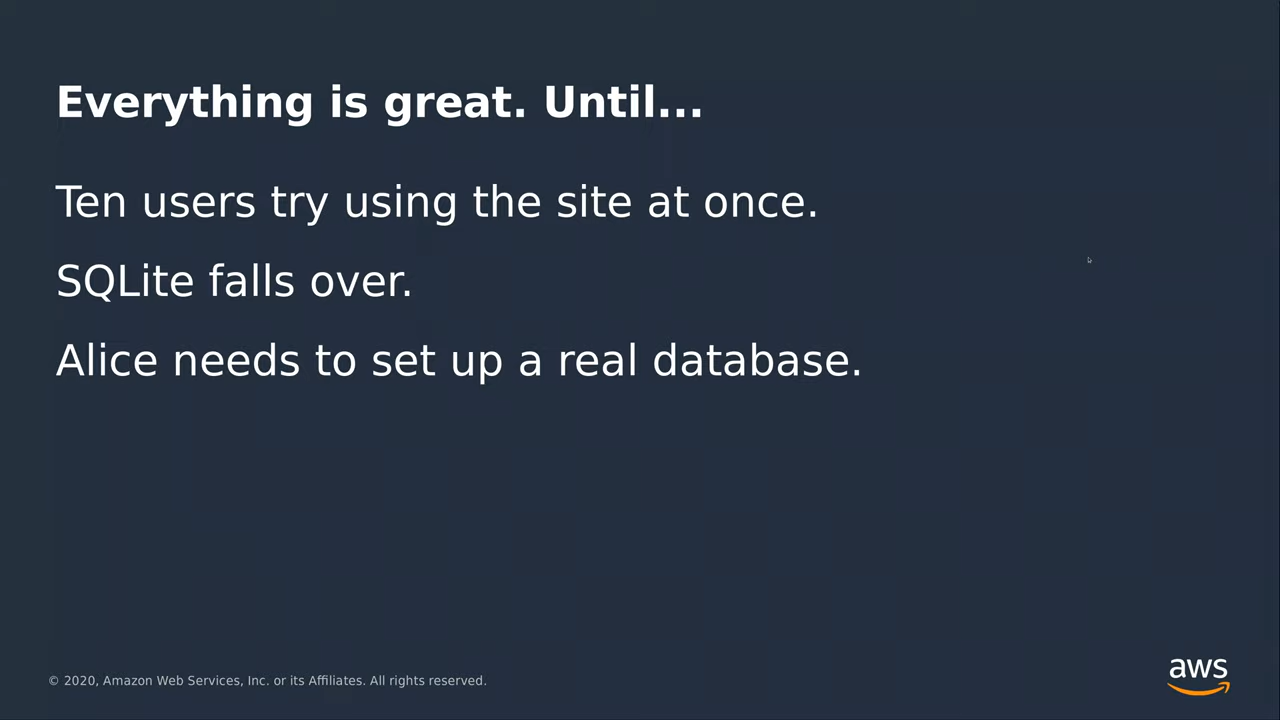 Everything is great. Until...
Ten users try using the site at once.
SQLite falls over.
Alice needs to set up a real database.
© 2020, Amazon Web Services, Inc. or its Affiliates. All rights reserved.
aws